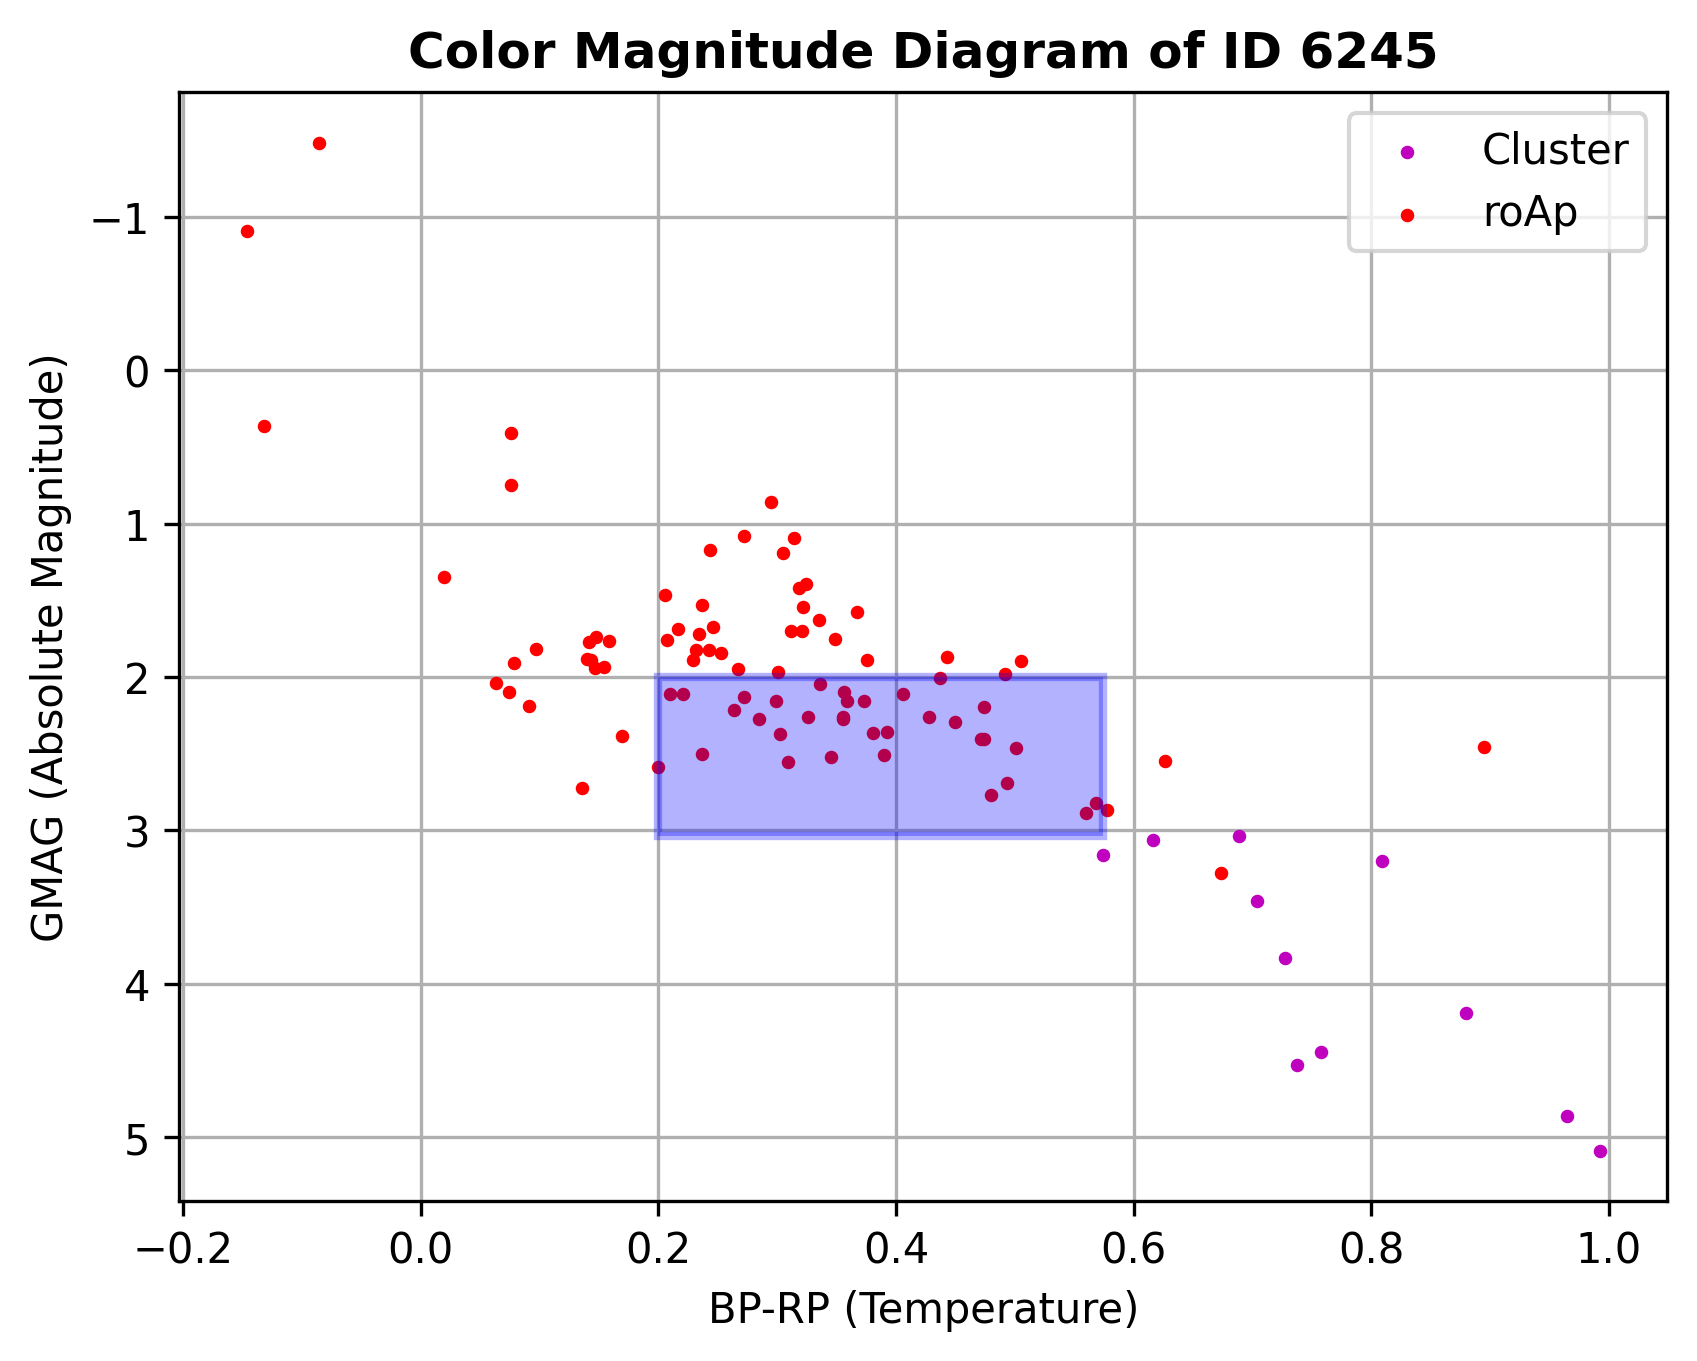 Color Magnitude Diagram of ID 6245
Cluster
roAp
−1
0
1
2
3
4
5
GMAG (Absolute Magnitude)
−0.2 0.0 0.2 0.4 0.6 0.8 1.0
BP-RP (Temperature)